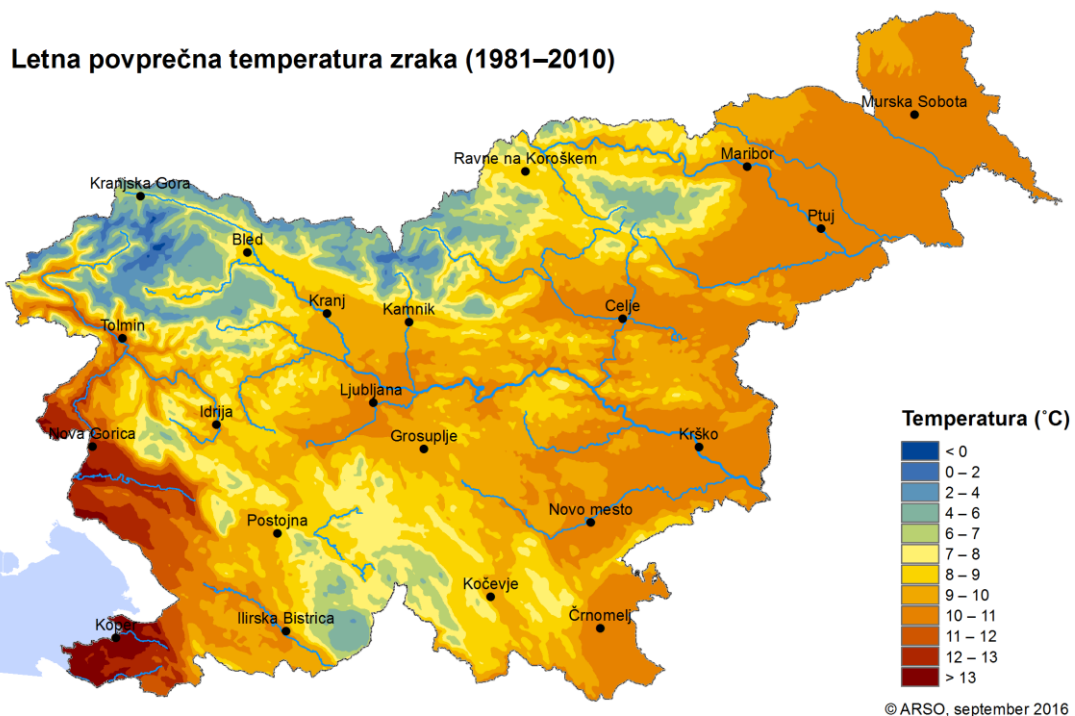 Letna povprečna temperatura zraka (1981–2010)
Murska Sobota
Ravne na Koroškem
Maribor
Kranjska Gora
Ptuj
Bled
Kranj
Kamnik
Celje
Tolmin
Ljubljana
Idrija
Nova Gorica
Grosuplje
Krško
Novo mesto
Postojna
Kočevje
Črnomelj
Ilirska Bistrica
Koper
Temperatura (˚C)
< 0
0 – 2
2 – 4
4 – 6
6 – 7
7 – 8
8 – 9
9 – 10
10 – 11
11 – 12
12 – 13
> 13
© ARSO, september 2016